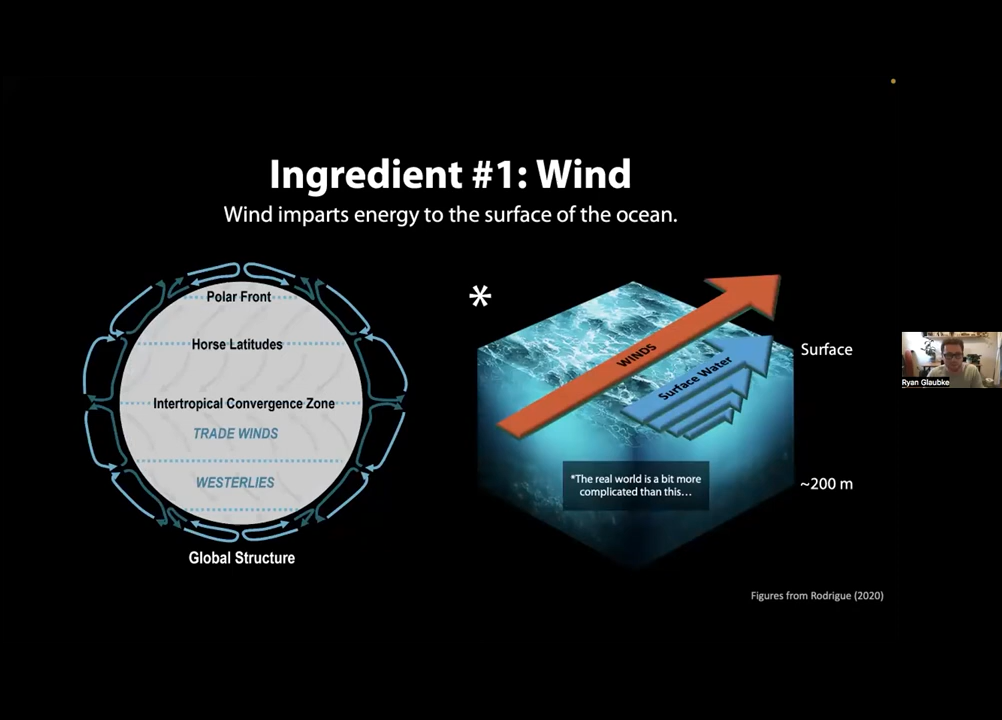 Ingredient #1: Wind
Wind imparts energy to the surface of the ocean.
Polar Front
Horse Latitudes
Intertropical Convergence Zone
TRADE WINDS
WESTERLIES
Global Structure
*
WINDS
Surface Water
*The real world is a bit more
complicated than this...
Surface
~200 m
Figures from Rodrigue (2020)
Ryan Glaubke